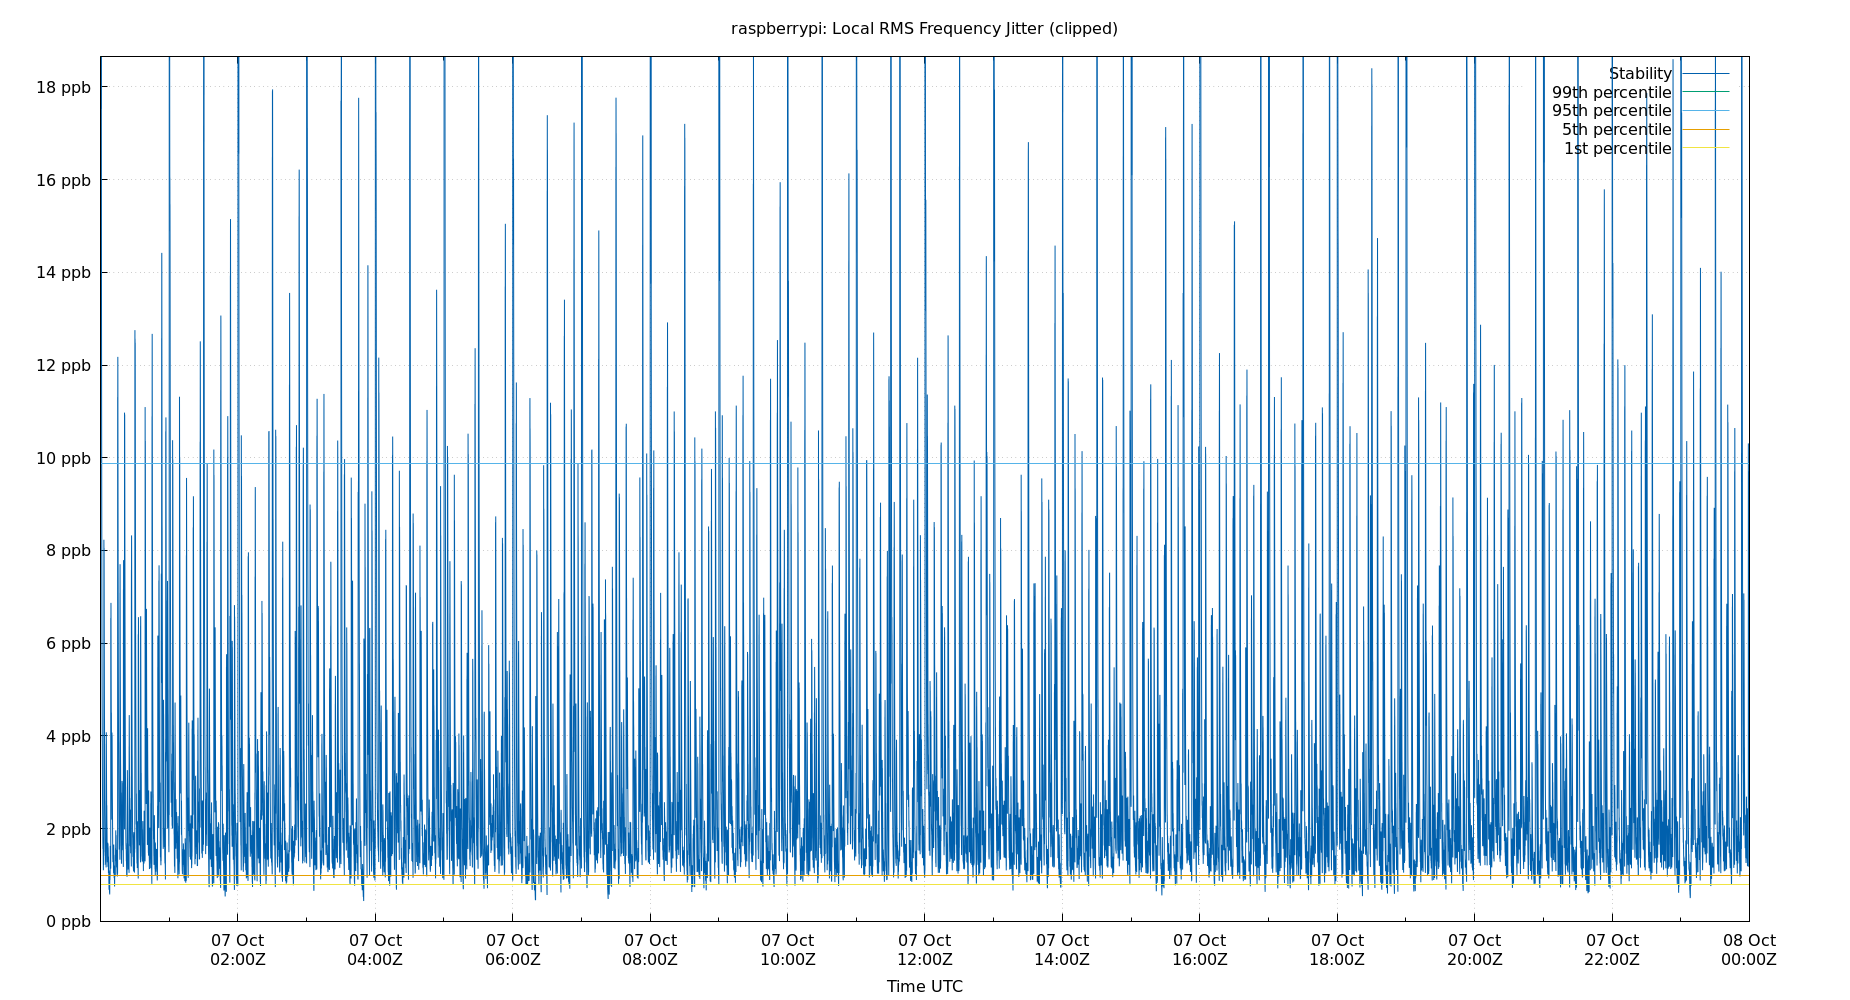 raspberrypi: Local RMS Frequency Jitter (clipped)
18 ppb
16 ppb
14 ppb
12 ppb
10 ppb
8 ppb
6 ppb
4 ppb
2 ppb
0 ppb
Stability
99th percentile
95th percentile
5th percentile
1st percentile
07 Oct 07 Oct 07 Oct 07 Oct 07 Oct 07 Oct 07 Oct 07 Oct 07 Oct 07 Oct 07 Oct 08 Oct
02:00Z 04:00Z 06:00Z 08:00Z 10:00Z 12:00Z 14:00Z 16:00Z 18:00Z 20:00Z 22:00Z 00:00Z
Time UTC